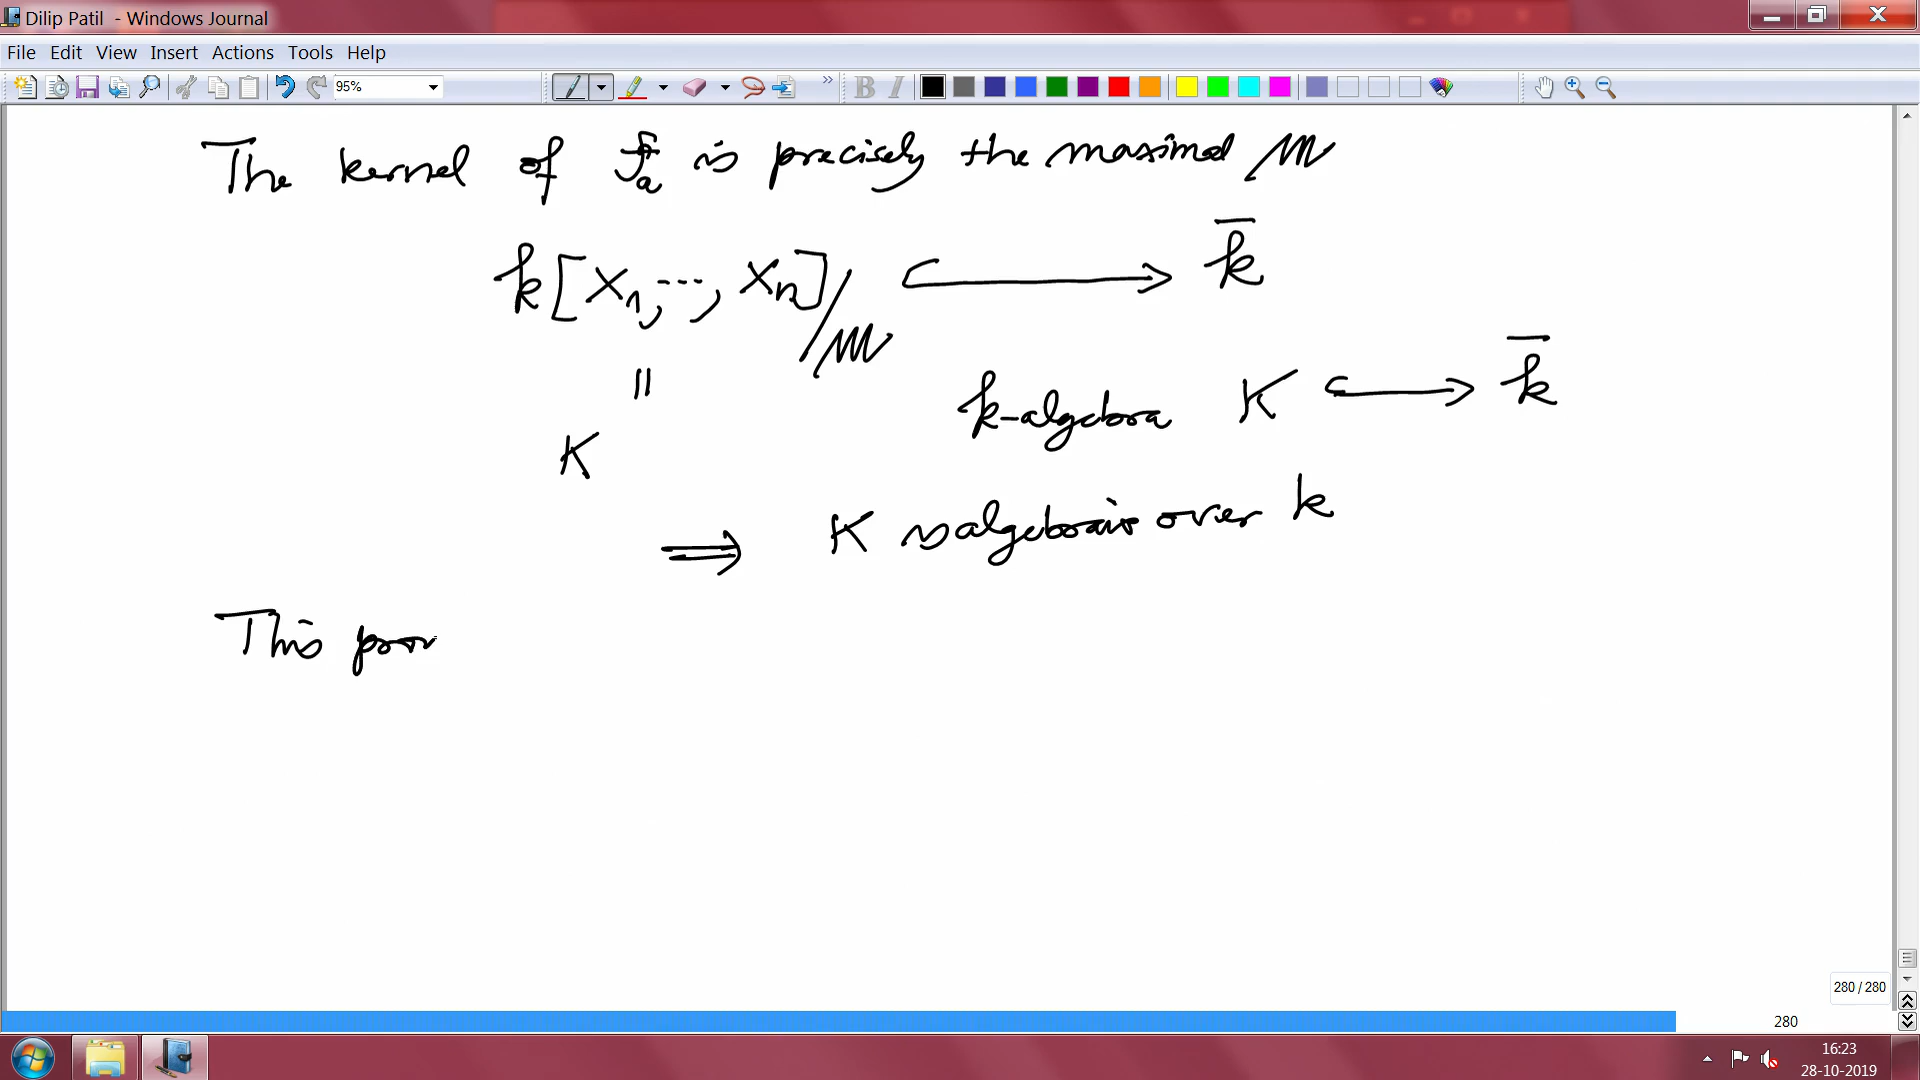 Dilip Patil - Windows Journal
File Edit View Insert Actions Tools Help
95%
The kernel of f_a is precisely the maximal m
k[X_1, ..., X_n]/m ↪ k̄
||
K
k-algebra K ↪ k̄
⟹ K is algebraic over k
This prov
280 / 280
280
16:23
28-10-2019